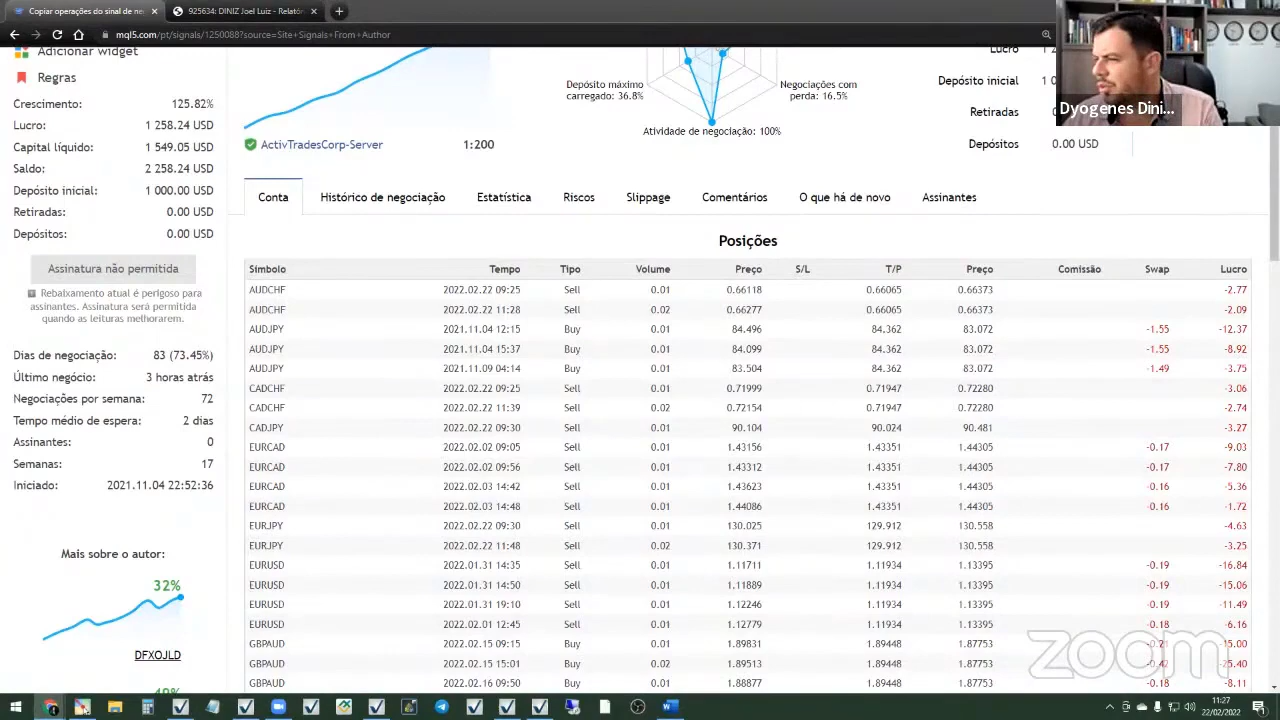 Copiar operações do sinal de ne
925634: DINIZ Joel Luiz - Relatór
mql5.com/pt/signals/1250088?source=Site+Signals+From+Author
Adicionar widget
Regras
Crescimento: 125.82%
Lucro: 1 258.24 USD
Capital líquido: 1 549.05 USD
Saldo: 2 258.24 USD
Depósito inicial: 1 000.00 USD
Retiradas: 0.00 USD
Depósitos: 0.00 USD
Assinatura não permitida
Rebaixamento atual é perigoso para
assinantes. Assinatura será permitida
quando as leituras melhorarem.
Dias de negociação: 83 (73.45%)
Último negócio: 3 horas atrás
Negociações por semana: 72
Tempo médio de espera: 2 dias
Assinantes: 0
Semanas: 17
Iniciado: 2021.11.04 22:52:36
Mais sobre o autor:
32%
DFXOJLD
Depósito máximo
carregado: 36.8%
Negociações com
perda: 16.5%
Atividade de negociação: 100%
Lucro
Depósito inicial
Retiradas
Depósitos 0.00 USD
Dyogenes Dini...
ActivTradesCorp-Server 1:200
Conta Histórico de negociação Estatística Riscos Slippage Comentários O que há de novo Assinantes
Posições
Símbolo Tempo Tipo Volume Preço S/L T/P Preço Comissão Swap Lucro
AUDCHF 2022.02.22 09:25 Sell 0.01 0.66118 0.66065 0.66373 -2.77
AUDCHF 2022.02.22 11:28 Sell 0.02 0.66277 0.66065 0.66373 -2.09
AUDJPY 2021.11.04 12:15 Buy 0.01 84.496 84.362 83.072 -1.55 -12.37
AUDJPY 2021.11.04 15:37 Buy 0.01 84.099 84.362 83.072 -1.55 -8.92
AUDJPY 2021.11.09 04:14 Buy 0.01 83.504 84.362 83.072 -1.49 -3.75
CADCHF 2022.02.22 09:25 Sell 0.01 0.71999 0.71947 0.72280 -3.06
CADCHF 2022.02.22 11:39 Sell 0.02 0.72154 0.71947 0.72280 -2.74
CADJPY 2022.02.22 09:30 Sell 0.01 90.104 90.024 90.481 -3.27
EURCAD 2022.02.02 09:05 Sell 0.01 1.43156 1.43351 1.44305 -0.17 -9.03
EURCAD 2022.02.02 09:56 Sell 0.01 1.43312 1.43351 1.44305 -0.17 -7.80
EURCAD 2022.02.03 14:42 Sell 0.01 1.43623 1.43351 1.44305 -0.16 -5.36
EURCAD 2022.02.03 14:48 Sell 0.01 1.44086 1.43351 1.44305 -0.16 -1.72
EURJPY 2022.02.22 09:30 Sell 0.01 130.025 129.912 130.558 -4.63
EURJPY 2022.02.22 11:48 Sell 0.02 130.371 129.912 130.558 -3.25
EURUSD 2022.01.31 14:35 Sell 0.01 1.11711 1.11934 1.13395 -0.19 -16.84
EURUSD 2022.01.31 14:50 Sell 0.01 1.11889 1.11934 1.13395 -0.19 -15.06
EURUSD 2022.01.31 19:10 Sell 0.01 1.12246 1.11934 1.13395 -0.19 -11.49
EURUSD 2022.02.01 12:45 Sell 0.01 1.12779 1.11934 1.13395 -0.18 -6.16
GBPAUD 2022.02.15 09:15 Buy 0.01 1.89831 1.89448 1.87753
GBPAUD 2022.02.15 15:01 Buy 0.02 1.89513 1.89448 1.87753
GBPAUD 2022.02.16 09:50 Buy 0.01 1.88877 1.89448 1.87753 -0.18 -8.11
zoom
11:27
22/02/2022